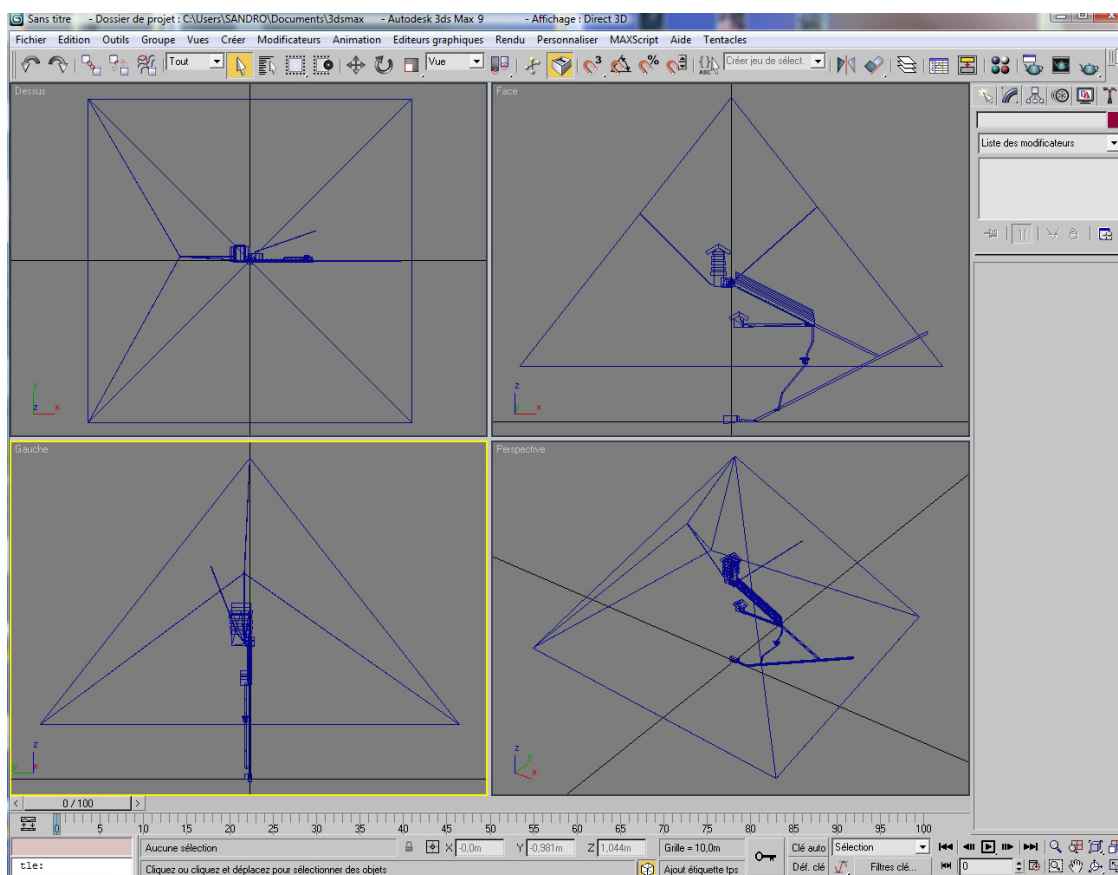 Sans titre - Dossier de projet : C:\Users\SANDRO\Documents\3dsmax - Autodesk 3ds Max 9 - Affichage : Direct 3D
Fichier Edition Outils Groupe Vues Créer Modificateurs Animation Editeurs graphiques Rendu Personnaliser MAXScript Aide Tentacles
Tout Vue 3 % ABC Créer jeu de sélect.
Dessus Face
Liste des modificateurs
z y x z x
Gauche Perspective
z y z y x
0 / 100
0 5 10 15 20 25 30 35 40 45 50 55 60 65 70 75 80 85 90 95 100
Aucune sélection X -0,0m Y -0,981m Z 1,044m Grille = 10,0m Clé auto Sélection
tle: Cliquez ou cliquez et déplacez pour sélectionner des objets Ajout étiquette tps Déf. clé Filtres clé... 0